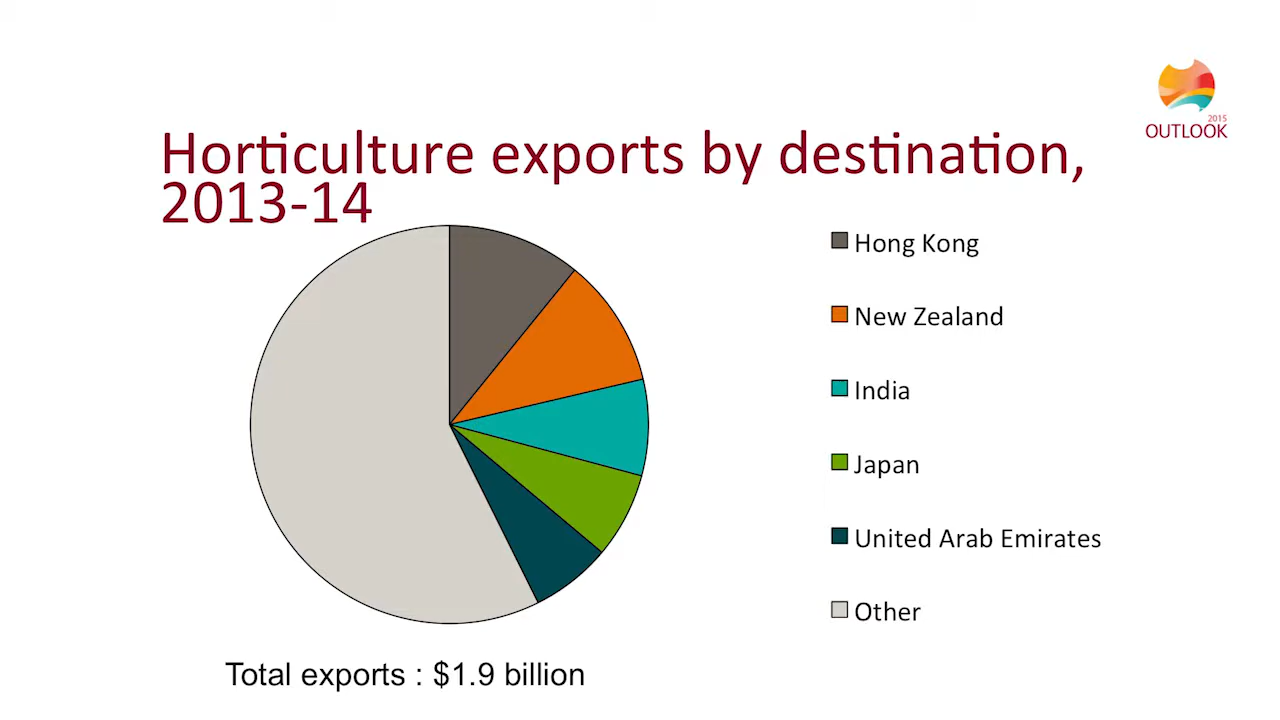 2015
OUTLOOK
Horticulture exports by destination,
2013-14
Hong Kong
New Zealand
India
Japan
United Arab Emirates
Other
Total exports : $1.9 billion